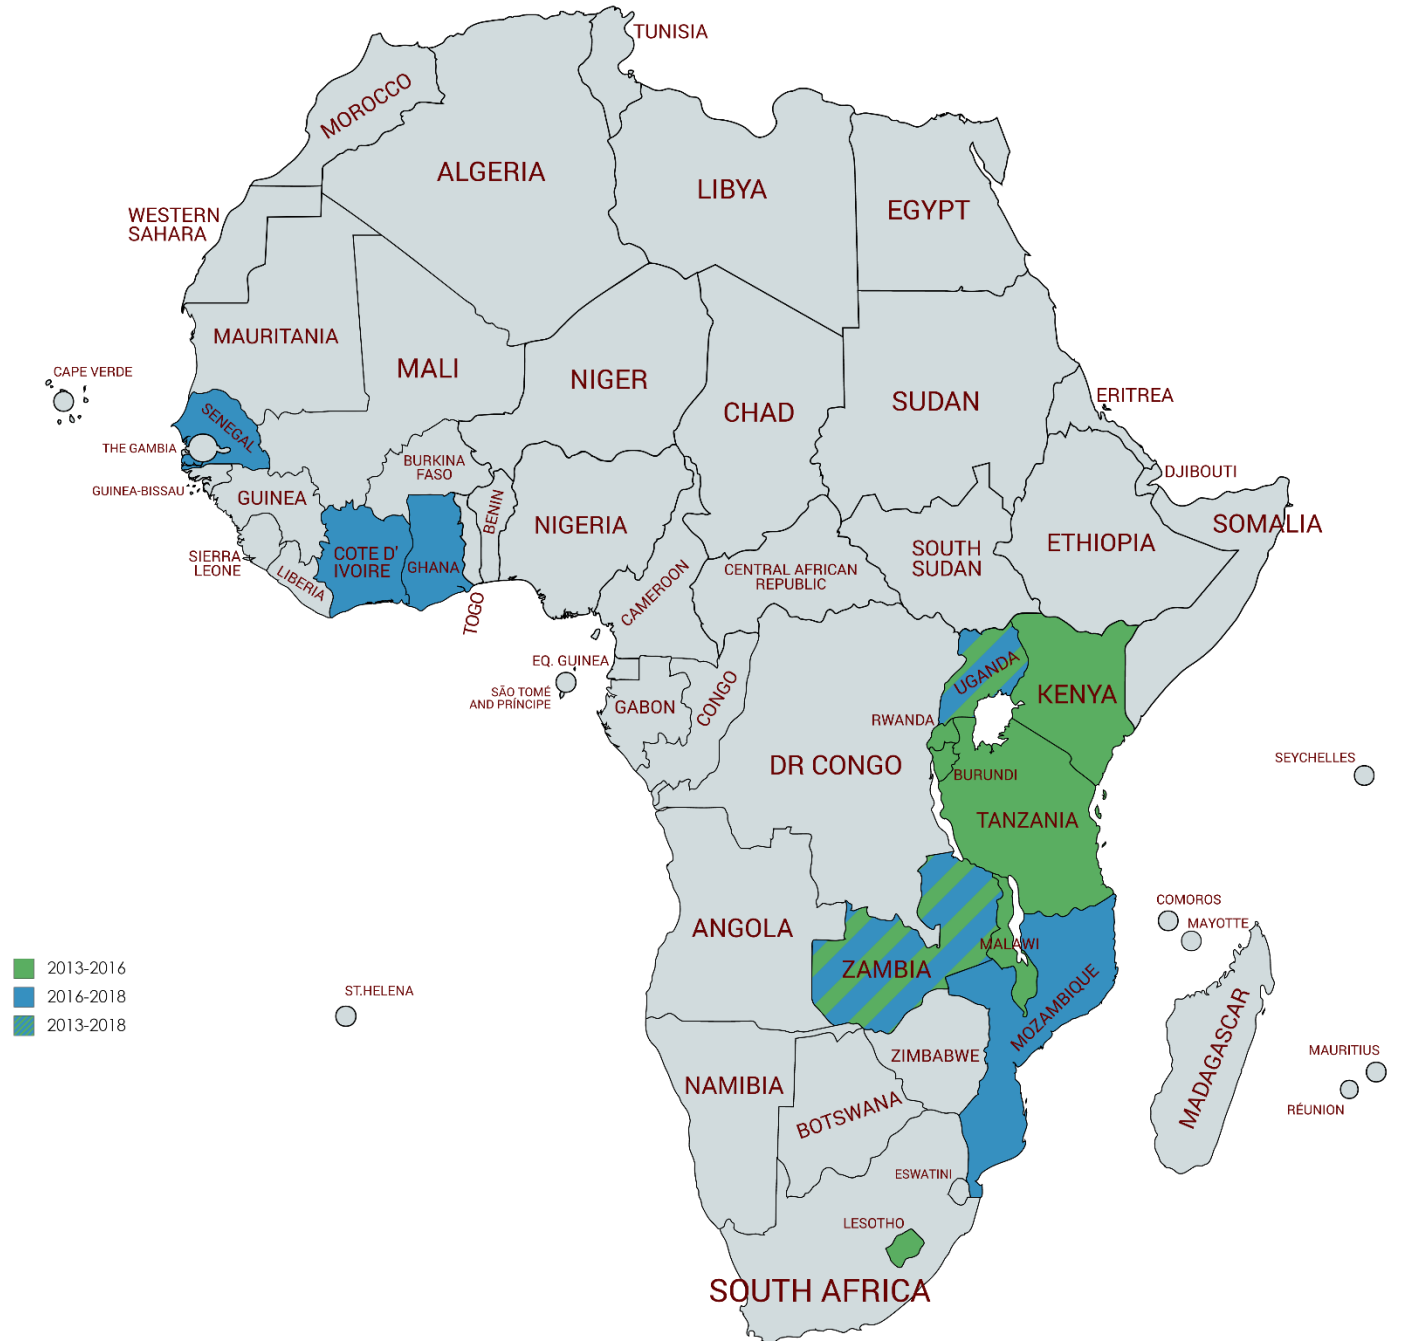 TUNISIA
MOROCCO
ALGERIA
LIBYA
EGYPT
WESTERN
SAHARA
MAURITANIA
MALI
NIGER
CHAD
SUDAN
ERITREA
CAPE VERDE
SENEGAL
THE GAMBIA
BURKINA
FASO
DJIBOUTI
GUINEA-BISSAU
GUINEA
BENIN
NIGERIA
SOMALIA
SIERRA
LEONE
LIBERIA
COTE D'
IVOIRE
GHANA
TOGO
CAMEROON
CENTRAL AFRICAN
REPUBLIC
SOUTH
SUDAN
ETHIOPIA
EQ. GUINEA
SÃO TOMÉ
AND PRÍNCIPE
GABON
CONGO
UGANDA
KENYA
RWANDA
DR CONGO
BURUNDI
TANZANIA
SEYCHELLES
COMOROS
MAYOTTE
ANGOLA
ZAMBIA
MALAWI
MOZAMBIQUE
2013-2016
2016-2018
2013-2018
ST.HELENA
ZIMBABWE
NAMIBIA
BOTSWANA
MADAGASCAR
MAURITIUS
RÉUNION
ESWATINI
LESOTHO
SOUTH AFRICA